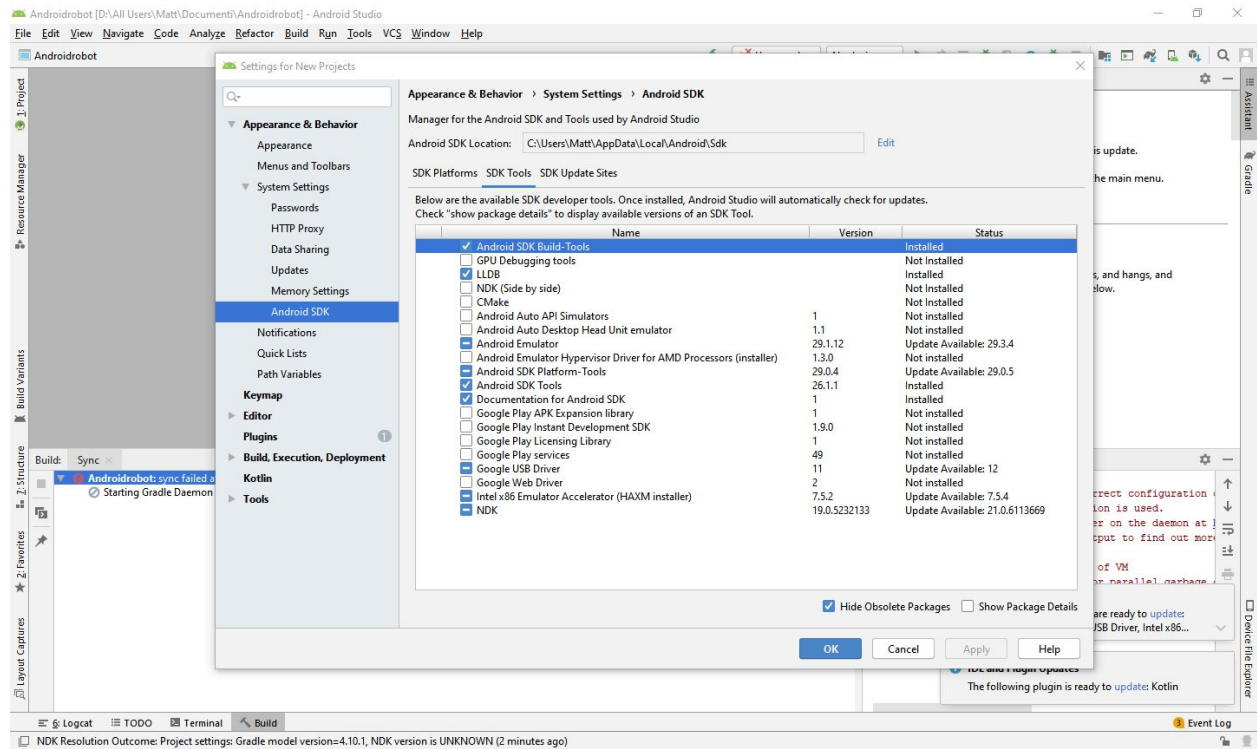 Androidrobot [D:\All Users\Matt\Documenti\Androidrobot] - Android Studio
File Edit View Navigate Code Analyze Refactor Build Run Tools VCS Window Help
Androidrobot
1: Project
Resource Manager
Build Variants
7: Structure
2: Favorites
Layout Captures
Settings for New Projects
Appearance & Behavior
Appearance
Menus and Toolbars
System Settings
Passwords
HTTP Proxy
Data Sharing
Updates
Memory Settings
Android SDK
Notifications
Quick Lists
Path Variables
Keymap
Editor
Plugins 1
Build, Execution, Deployment
Kotlin
Tools
Appearance & Behavior > System Settings > Android SDK
Manager for the Android SDK and Tools used by Android Studio
Android SDK Location: C:\Users\Matt\AppData\Local\Android\Sdk Edit
SDK Platforms SDK Tools SDK Update Sites
Below are the available SDK developer tools. Once installed, Android Studio will automatically check for updates.
Check "show package details" to display available versions of an SDK Tool.
Name Version Status
Android SDK Build-Tools Installed
GPU Debugging tools Not Installed
LLDB Installed
NDK (Side by side) Not Installed
CMake Not Installed
Android Auto API Simulators 1 Not installed
Android Auto Desktop Head Unit emulator 1.1 Not installed
Android Emulator 29.1.12 Update Available: 29.3.4
Android Emulator Hypervisor Driver for AMD Processors (installer) 1.3.0 Not installed
Android SDK Platform-Tools 29.0.4 Update Available: 29.0.5
Android SDK Tools 26.1.1 Installed
Documentation for Android SDK 1 Installed
Google Play APK Expansion library 1 Not installed
Google Play Instant Development SDK 1.9.0 Not installed
Google Play Licensing Library 1 Not installed
Google Play services 49 Not installed
Google USB Driver 11 Update Available: 12
Google Web Driver 2 Not installed
Intel x86 Emulator Accelerator (HAXM installer) 7.5.2 Update Available: 7.5.4
NDK 19.0.5232133 Update Available: 21.0.6113669
Hide Obsolete Packages Show Package Details
OK Cancel Apply Help
is update.
he main menu.
s, and hangs, and
elow.
Assistant
Gradle
Device File Explorer
Build: Sync
Androidrobot: sync failed
Starting Gradle Daemon
rrect configuration
ion is used.
er on the daemon at
tput to find out more
of VM
or parallel garbage
are ready to update:
USB Driver, Intel x86...
IDE and Plugin Updates
The following plugin is ready to update: Kotlin
6: Logcat TODO Terminal Build 3 Event Log
NDK Resolution Outcome: Project settings: Gradle model version=4.10.1, NDK version is UNKNOWN (2 minutes ago)